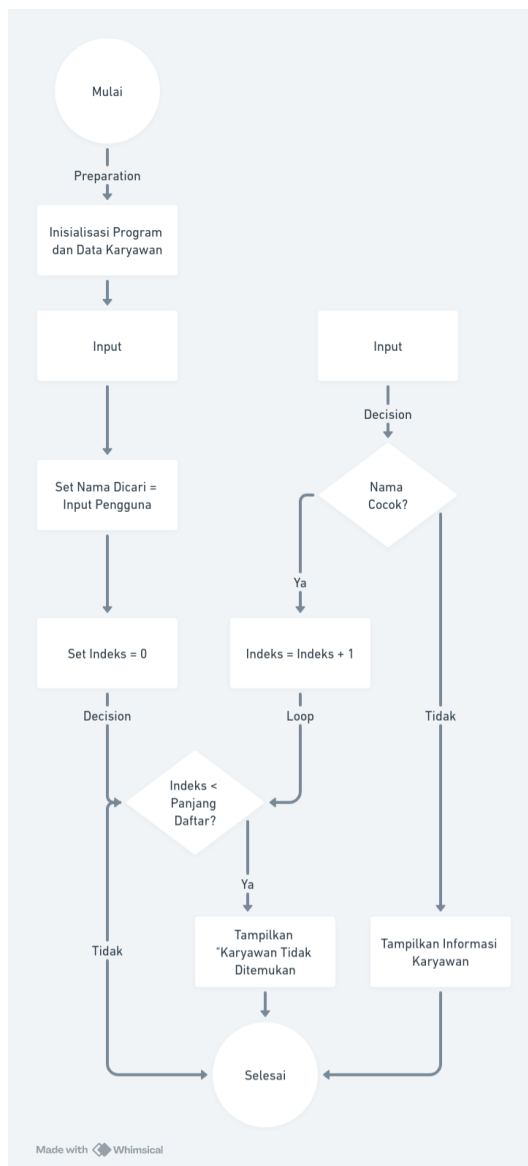 Mulai
Preparation
Inisialisasi Program
dan Data Karyawan
Input
Input
Decision
Set Nama Dicari =
Input Pengguna
Nama
Cocok?
Ya
Set Indeks = 0
Indeks = Indeks + 1
Decision
Loop
Tidak
Indeks <
Panjang
Daftar?
Ya
Tidak
Tampilkan
"Karyawan Tidak
Ditemukan
Tampilkan Informasi
Karyawan
Selesai
Made with Whimsical